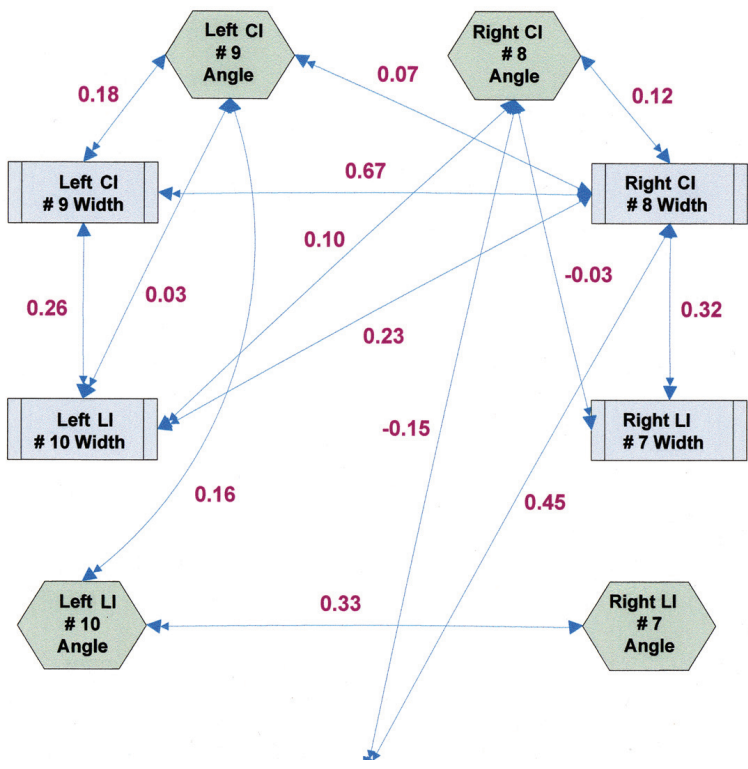 Left CI
# 9
Angle
Right CI
# 8
Angle
0.07
0.18
0.12
Left CI
# 9 Width
0.67
Right CI
# 8 Width
0.10
-0.03
0.26
0.03
0.32
0.23
Left LI
# 10 Width
-0.15
Right LI
# 7 Width
0.16
0.45
Left LI
# 10
Angle
0.33
Right LI
# 7
Angle